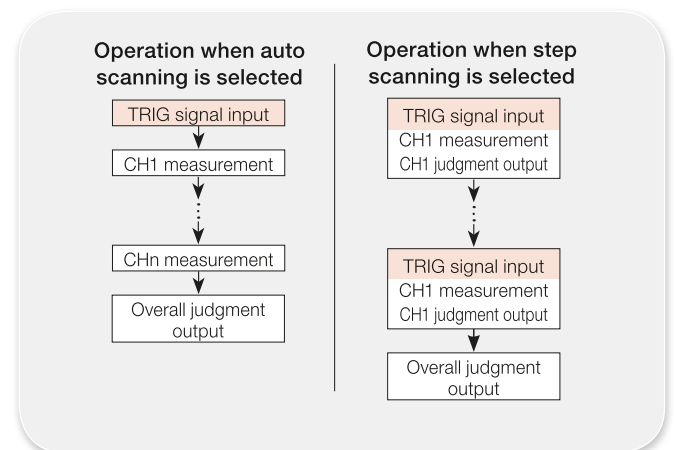 Operation when auto
scanning is selected
TRIG signal input
CH1 measurement
CHn measurement
Overall judgment
output
Operation when step
scanning is selected
TRIG signal input
CH1 measurement
CH1 judgment output
TRIG signal input
CH1 measurement
CH1 judgment output
Overall judgment
output